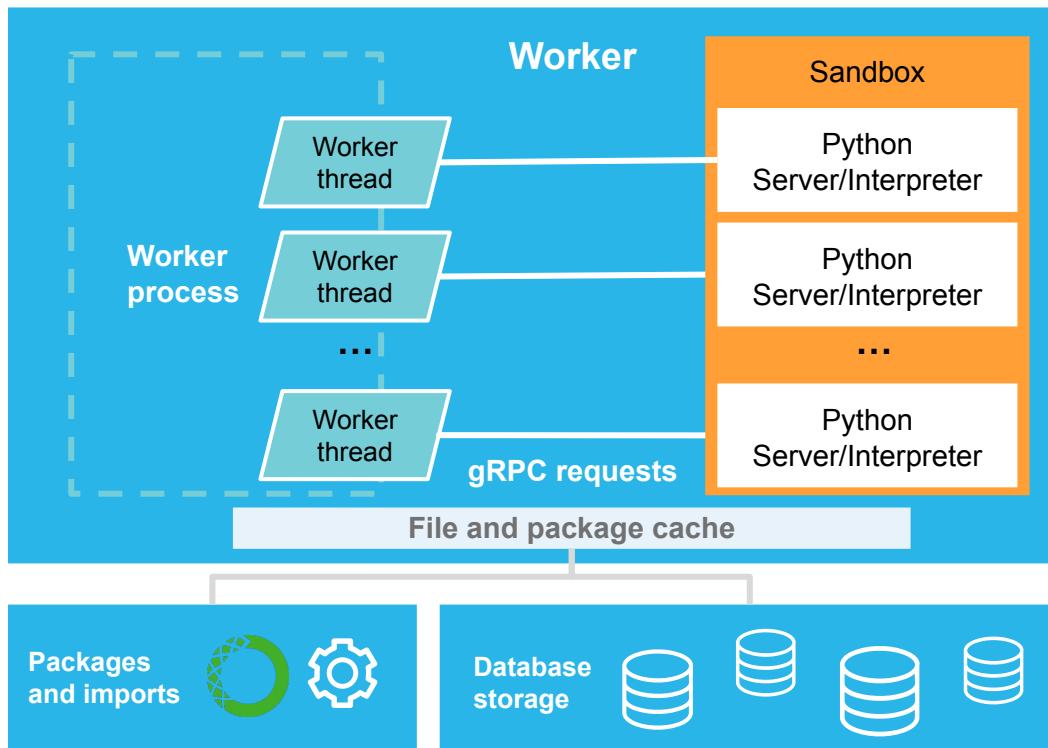 Worker
Sandbox
Worker
thread
Python
Server/Interpreter
Worker
process
Worker
thread
Python
Server/Interpreter
...
...
Worker
thread
Python
Server/Interpreter
gRPC requests
File and package cache
Packages
and imports
Database
storage